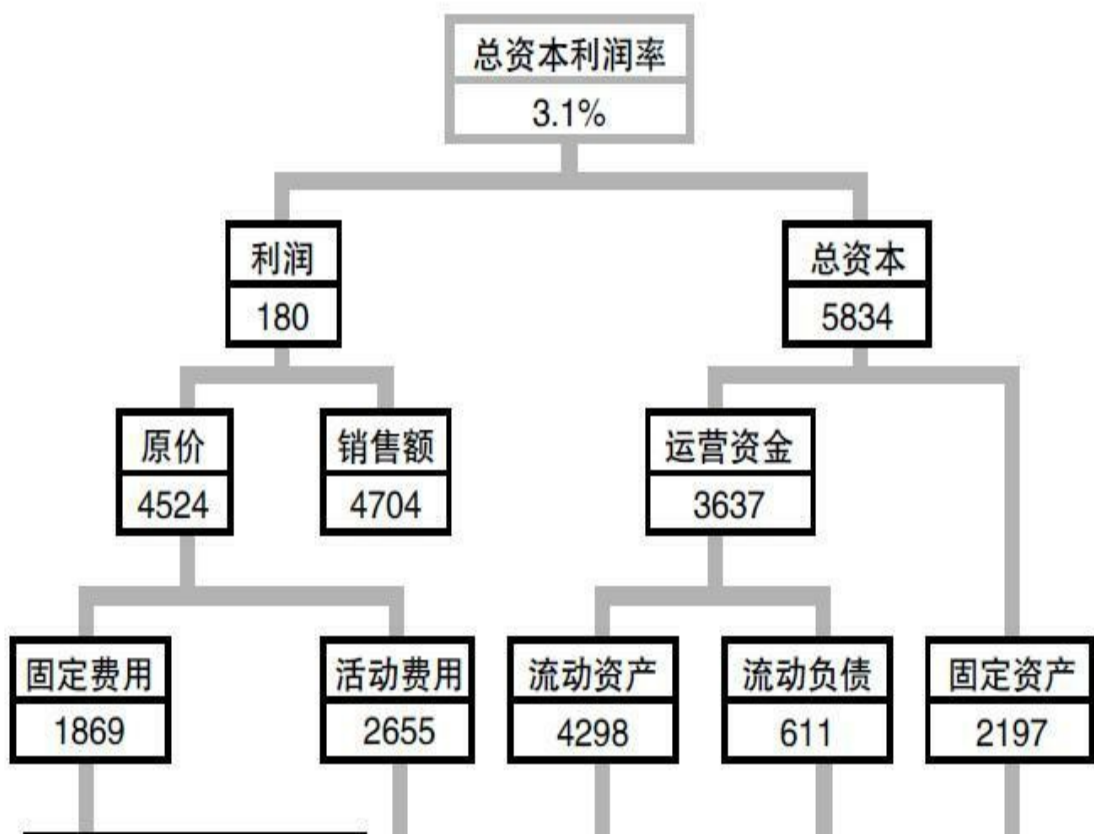 总资本利润率
3.1%
利润
180
总资本
5834
原价
4524
销售额
4704
运营资金
3637
固定费用
1869
活动费用
2655
流动资产
4298
流动负债
611
固定资产
2197